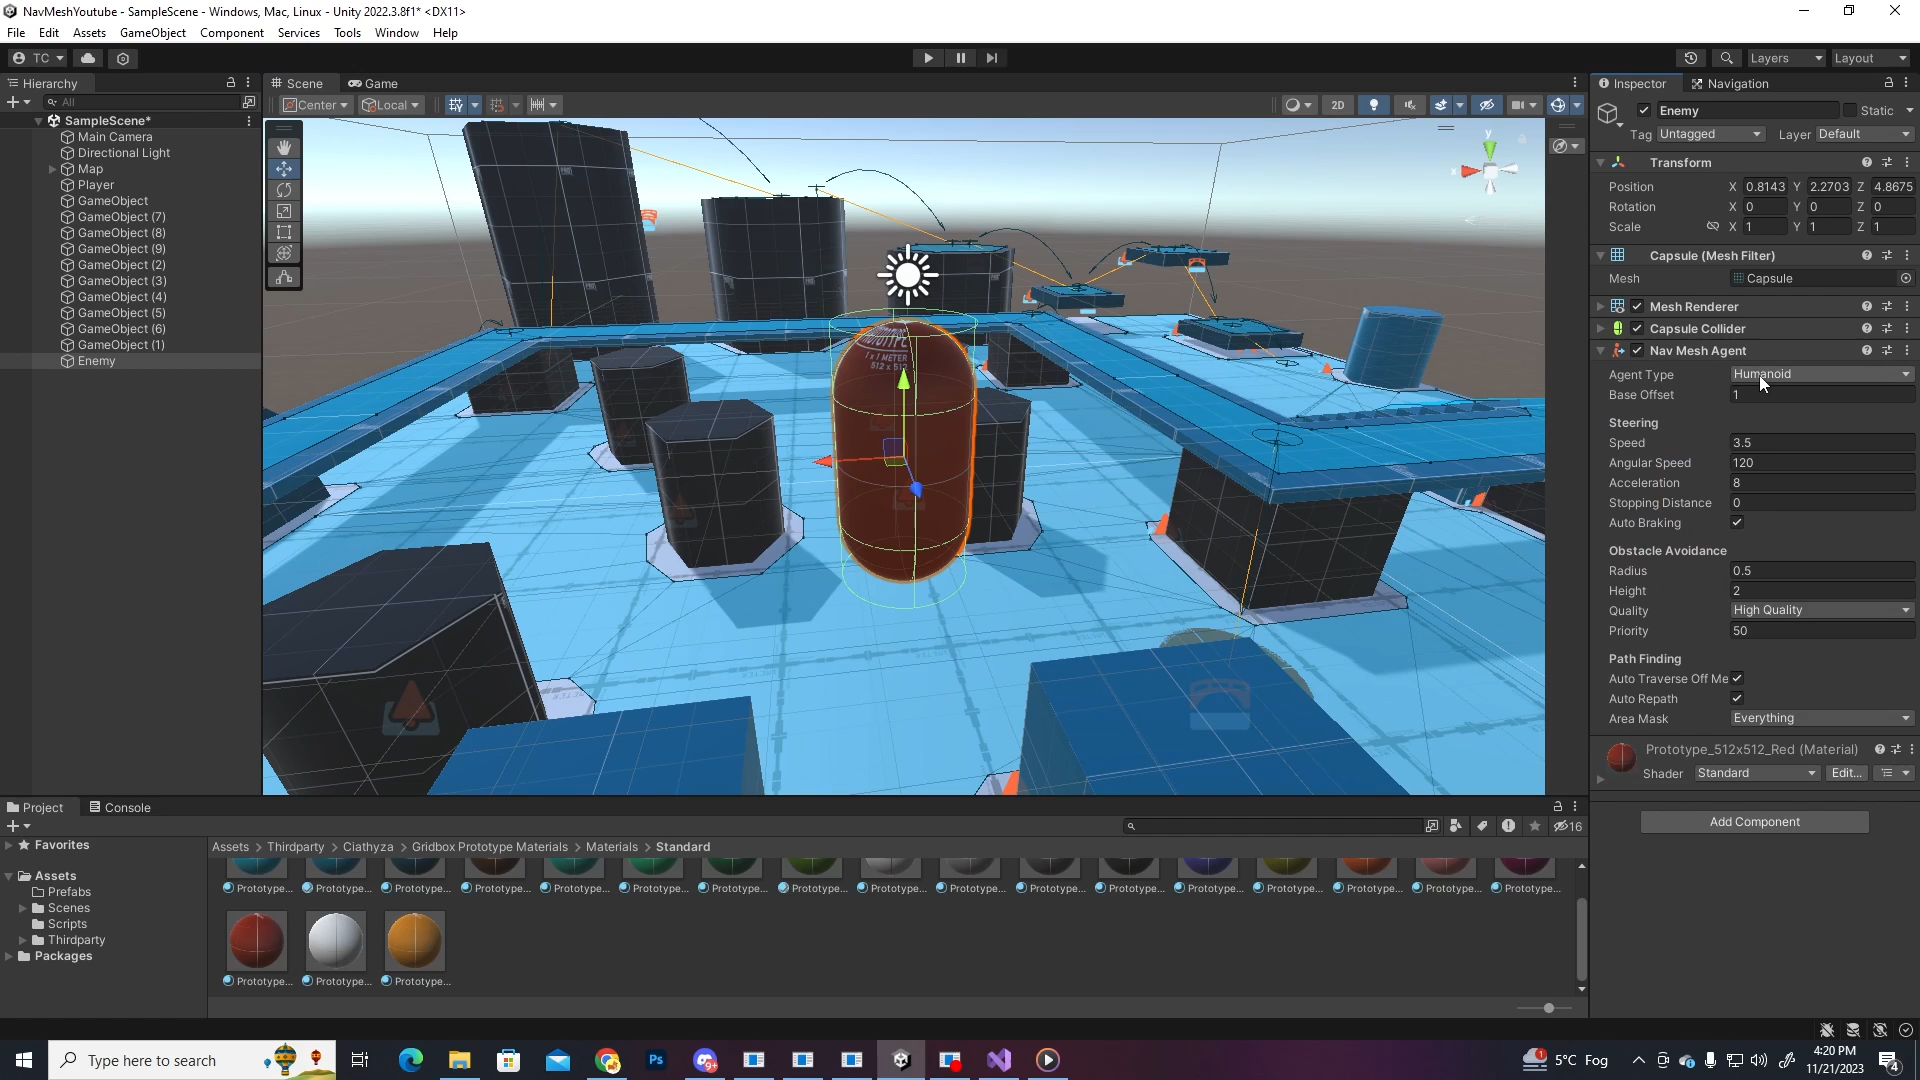 NavMeshYoutube - SampleScene - Windows, Mac, Linux - Unity 2022.3.8f1* <DX11>
File Edit Assets GameObject Component Services Tools Window Help
TC Layers Layout
Hierarchy
All
SampleScene*
Main Camera
Directional Light
Map
Player
GameObject
GameObject (7)
GameObject (8)
GameObject (9)
GameObject (2)
GameObject (3)
GameObject (4)
GameObject (5)
GameObject (6)
GameObject (1)
Enemy
Scene Game
Center Local 2D
y
x
1 x 1 METER
Inspector Navigation
Enemy Static
Tag Untagged Layer Default
Transform
Position X 0.8143 Y 2.2703 Z 4.8675
Rotation X 0 Y 0 Z 0
Scale X 1 Y 1 Z 1
Capsule (Mesh Filter)
Mesh Capsule
Mesh Renderer
Capsule Collider
Nav Mesh Agent
Agent Type Humanoid
Base Offset 1
Steering
Speed 3.5
Angular Speed 120
Acceleration 8
Stopping Distance 0
Auto Braking
Obstacle Avoidance
Radius 0.5
Height 2
Quality High Quality
Priority 50
Path Finding
Auto Traverse Off Me
Auto Repath
Area Mask Everything
Prototype_512x512_Red (Material)
Shader Standard Edit...
Add Component
Project Console
16
Favorites
Assets
Prefabs
Scenes
Scripts
Thirdparty
Packages
Assets > Thirdparty > Ciathyza > Gridbox Prototype Materials > Materials > Standard
Prototype... Prototype... Prototype... Prototype... Prototype... Prototype... Prototype... Prototype... Prototype... Prototype... Prototype... Prototype... Prototype... Prototype... Prototype... Prototype... Prototype...
Prototype... Prototype... Prototype...
Type here to search
Ps
9+
1
5°C Fog
4:20 PM
11/21/2023
4